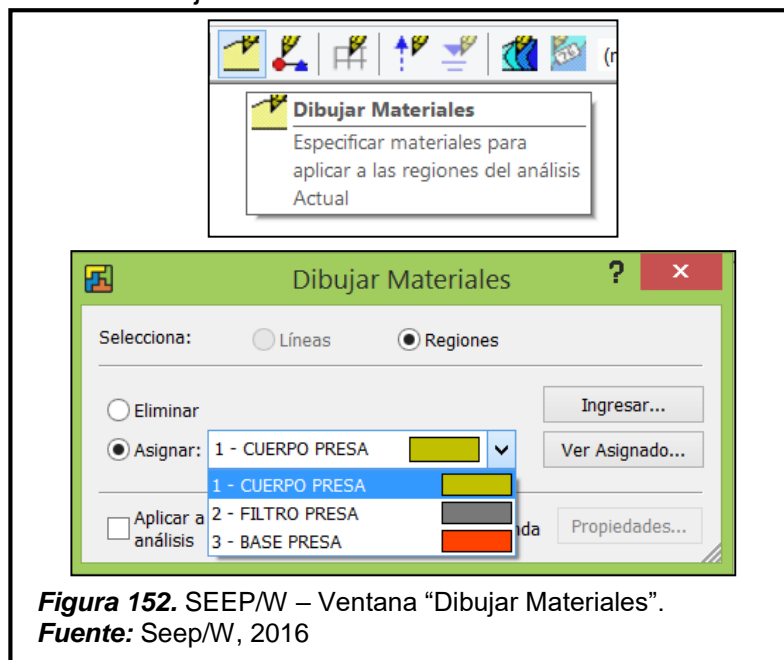 Dibujar Materiales
Especificar materiales para
aplicar a las regiones del análisis
Actual
Dibujar Materiales
?
Selecciona: Líneas Regiones
Eliminar Ingresar...
Asignar: 1 - CUERPO PRESA Ver Asignado...
1 - CUERPO PRESA
2 - FILTRO PRESA
3 - BASE PRESA
Aplicar a
análisis
Propiedades...
Figura 152. SEEP/W – Ventana “Dibujar Materiales”.
Fuente: Seep/W, 2016